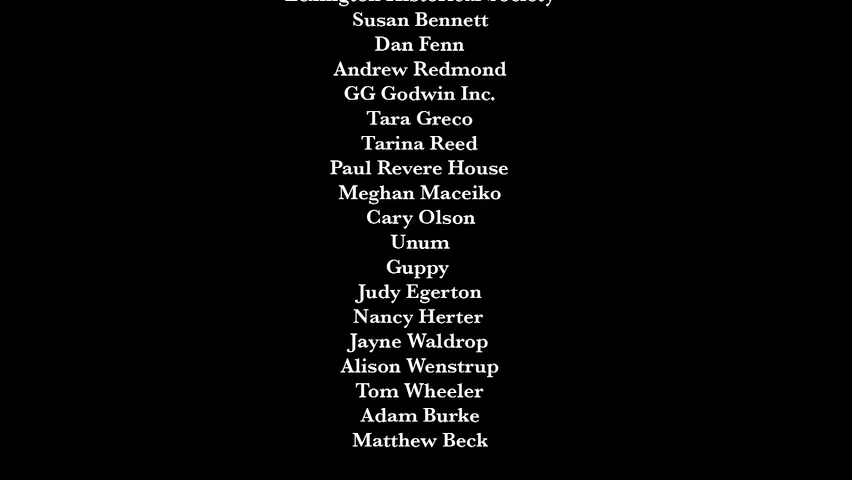 Susan Bennett
Dan Fenn
Andrew Redmond
GG Godwin Inc.
Tara Greco
Tarina Reed
Paul Revere House
Meghan Maceiko
Cary Olson
Unum
Guppy
Judy Egerton
Nancy Herter
Jayne Waldrop
Alison Wenstrup
Tom Wheeler
Adam Burke
Matthew Beck